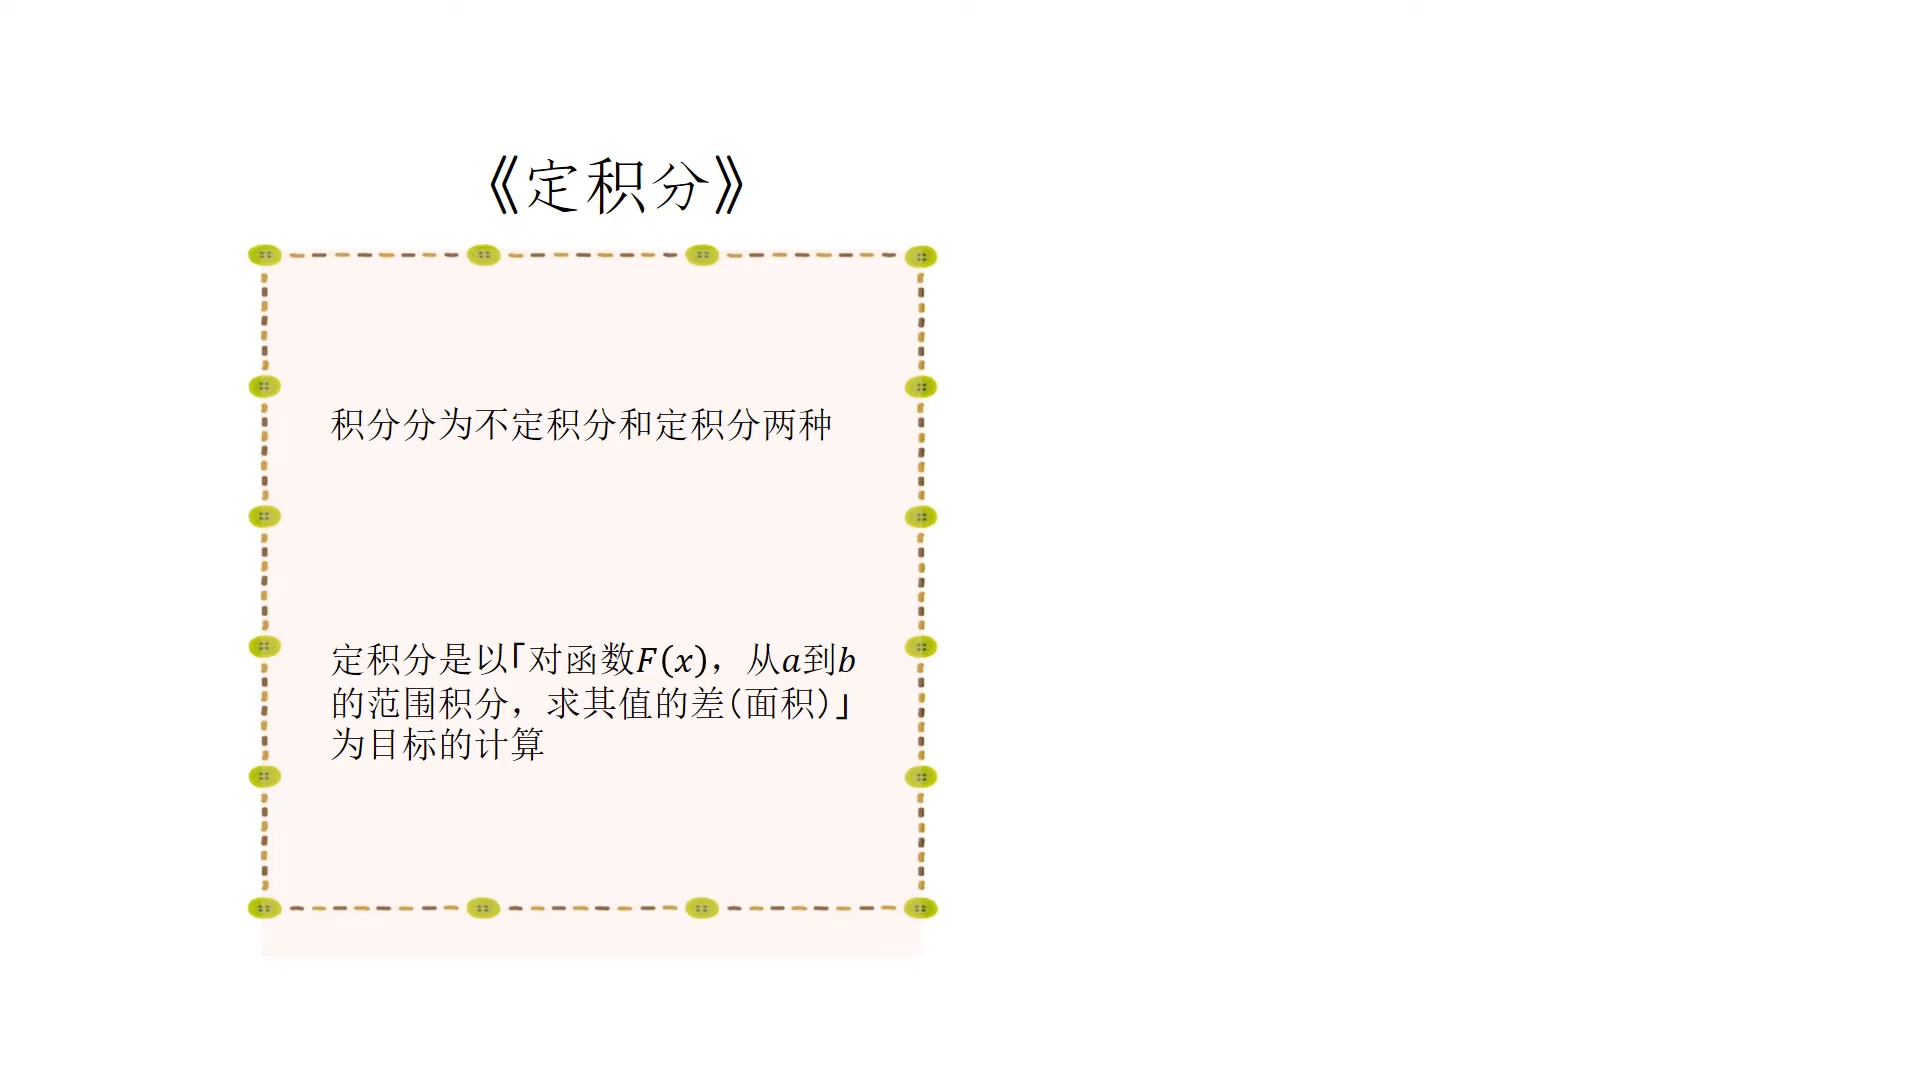 《定积分》
积分分为不定积分和定积分两种
定积分是以「对函数F(x)，从a到b
的范围积分，求其值的差(面积)」
为目标的计算